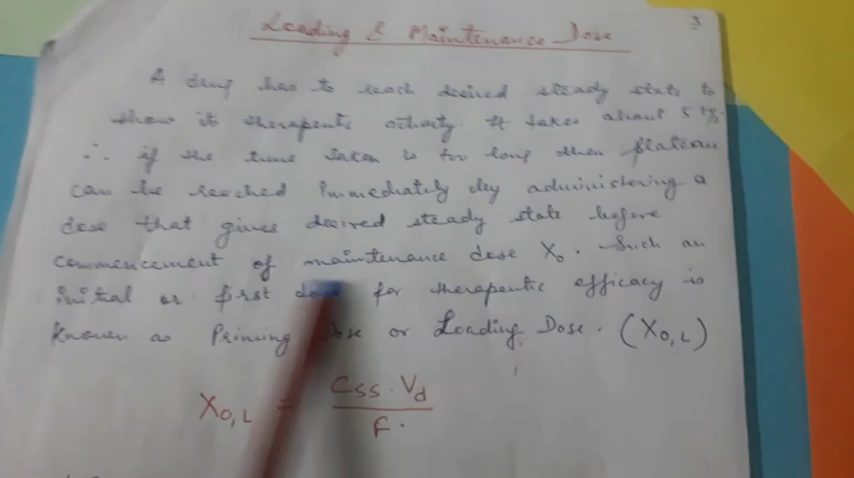 3
Loading & Maintenance Dose
A drug has to reach desired steady state to
show its therapeutic activity It takes about 5 t½.
∴ if the time taken is too long then plateau
can be reached immediately by administering a
dose that gives desired steady state before
commencement of maintenance dose X₀. Such an
initial or first dose for therapeutic efficacy is
known as Priming Dose or Loading Dose. (X₀,L)
X₀,L = Css . Vd
F.